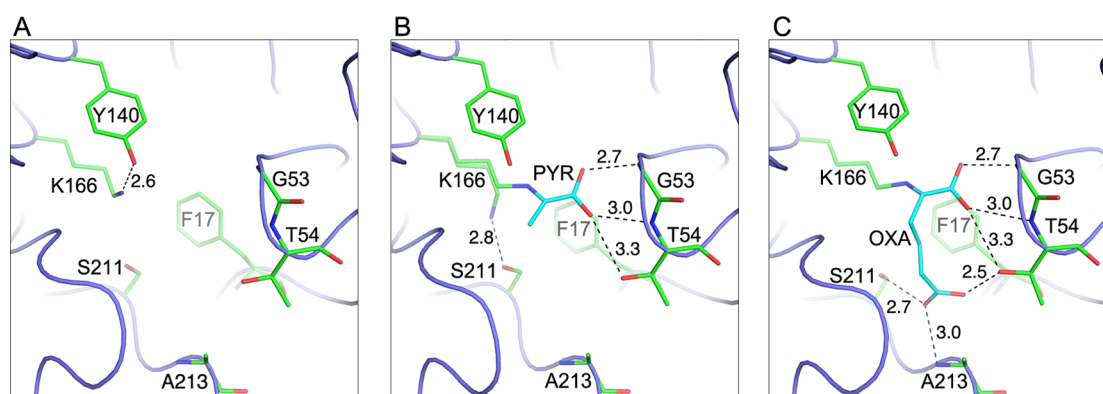 A
Y140
2.6
K166
F17
G53
T54
S211
A213
B
Y140
PYR
2.7
K166
G53
3.0
F17
T54
2.8
3.3
S211
A213
C
Y140
2.7
K166
G53
3.0
F17
OXA
T54
3.3
S211
2.5
2.7
3.0
A213